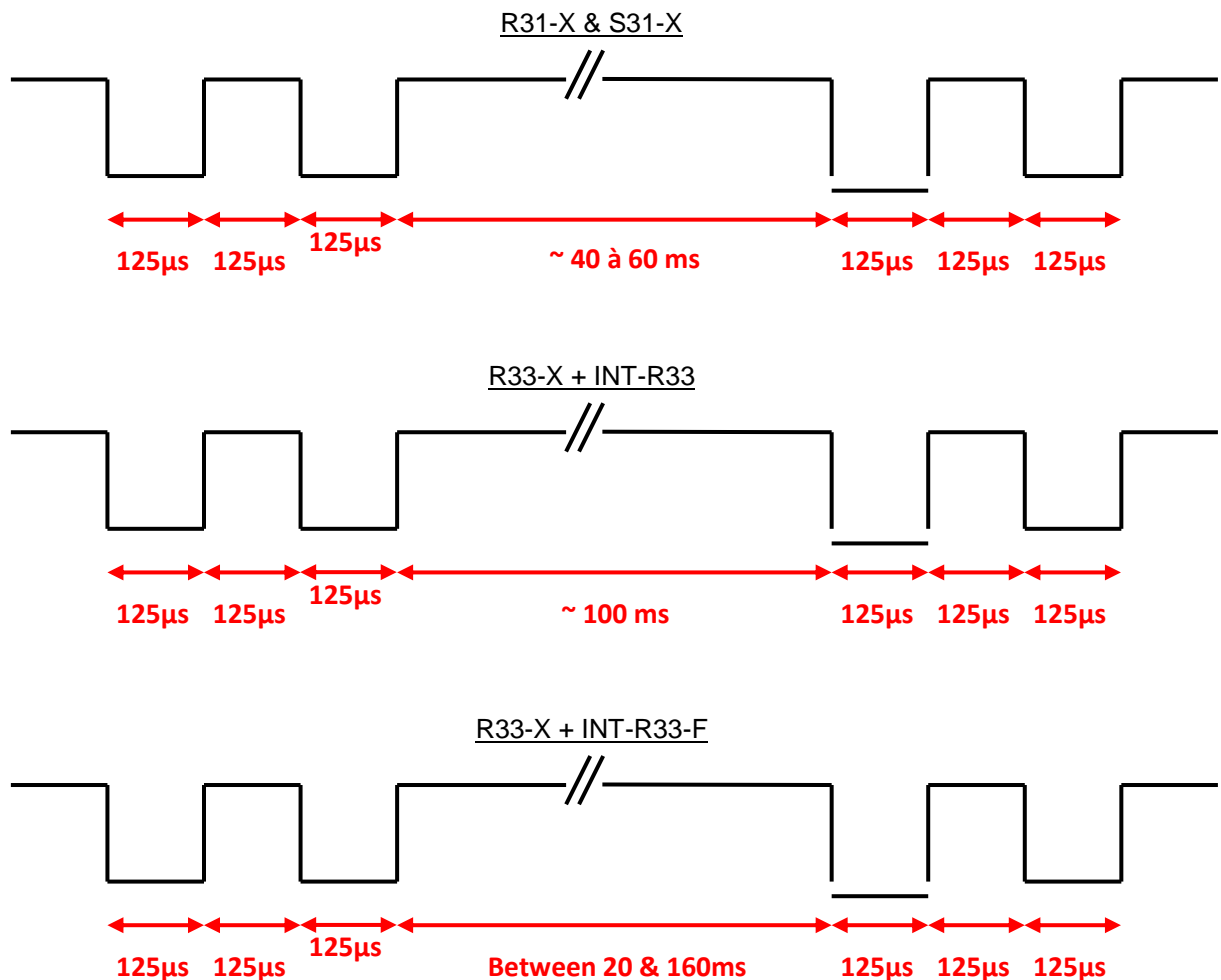 R31-X & S31-X
125µs 125µs 125µs ~ 40 à 60 ms 125µs 125µs 125µs
R33-X + INT-R33
125µs 125µs 125µs ~ 100 ms 125µs 125µs 125µs
R33-X + INT-R33-F
125µs 125µs 125µs Between 20 & 160ms 125µs 125µs 125µs